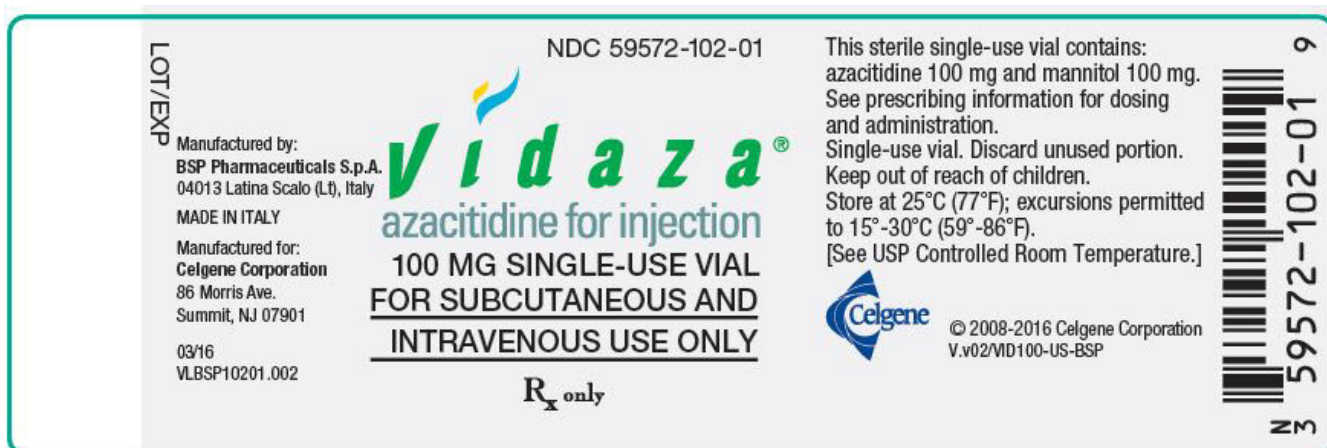 LOT/EXP
Manufactured by:
BSP Pharmaceuticals S.p.A.
04013 Latina Scalo (Lt), Italy
MADE IN ITALY
Manufactured for:
Celgene Corporation
86 Morris Ave.
Summit, NJ 07901
03/16
VLBSP10201.002
NDC 59572-102-01
Vidaza®
azacitidine for injection
100 MG SINGLE-USE VIAL
FOR SUBCUTANEOUS AND
INTRAVENOUS USE ONLY
Rx only
This sterile single-use vial contains:
azacitidine 100 mg and mannitol 100 mg.
See prescribing information for dosing
and administration.
Single-use vial. Discard unused portion.
Keep out of reach of children.
Store at 25°C (77°F); excursions permitted
to 15°-30°C (59°-86°F).
[See USP Controlled Room Temperature.]
Celgene
© 2008-2016 Celgene Corporation
V.v02/VID100-US-BSP
N
3 59572-102-01 9